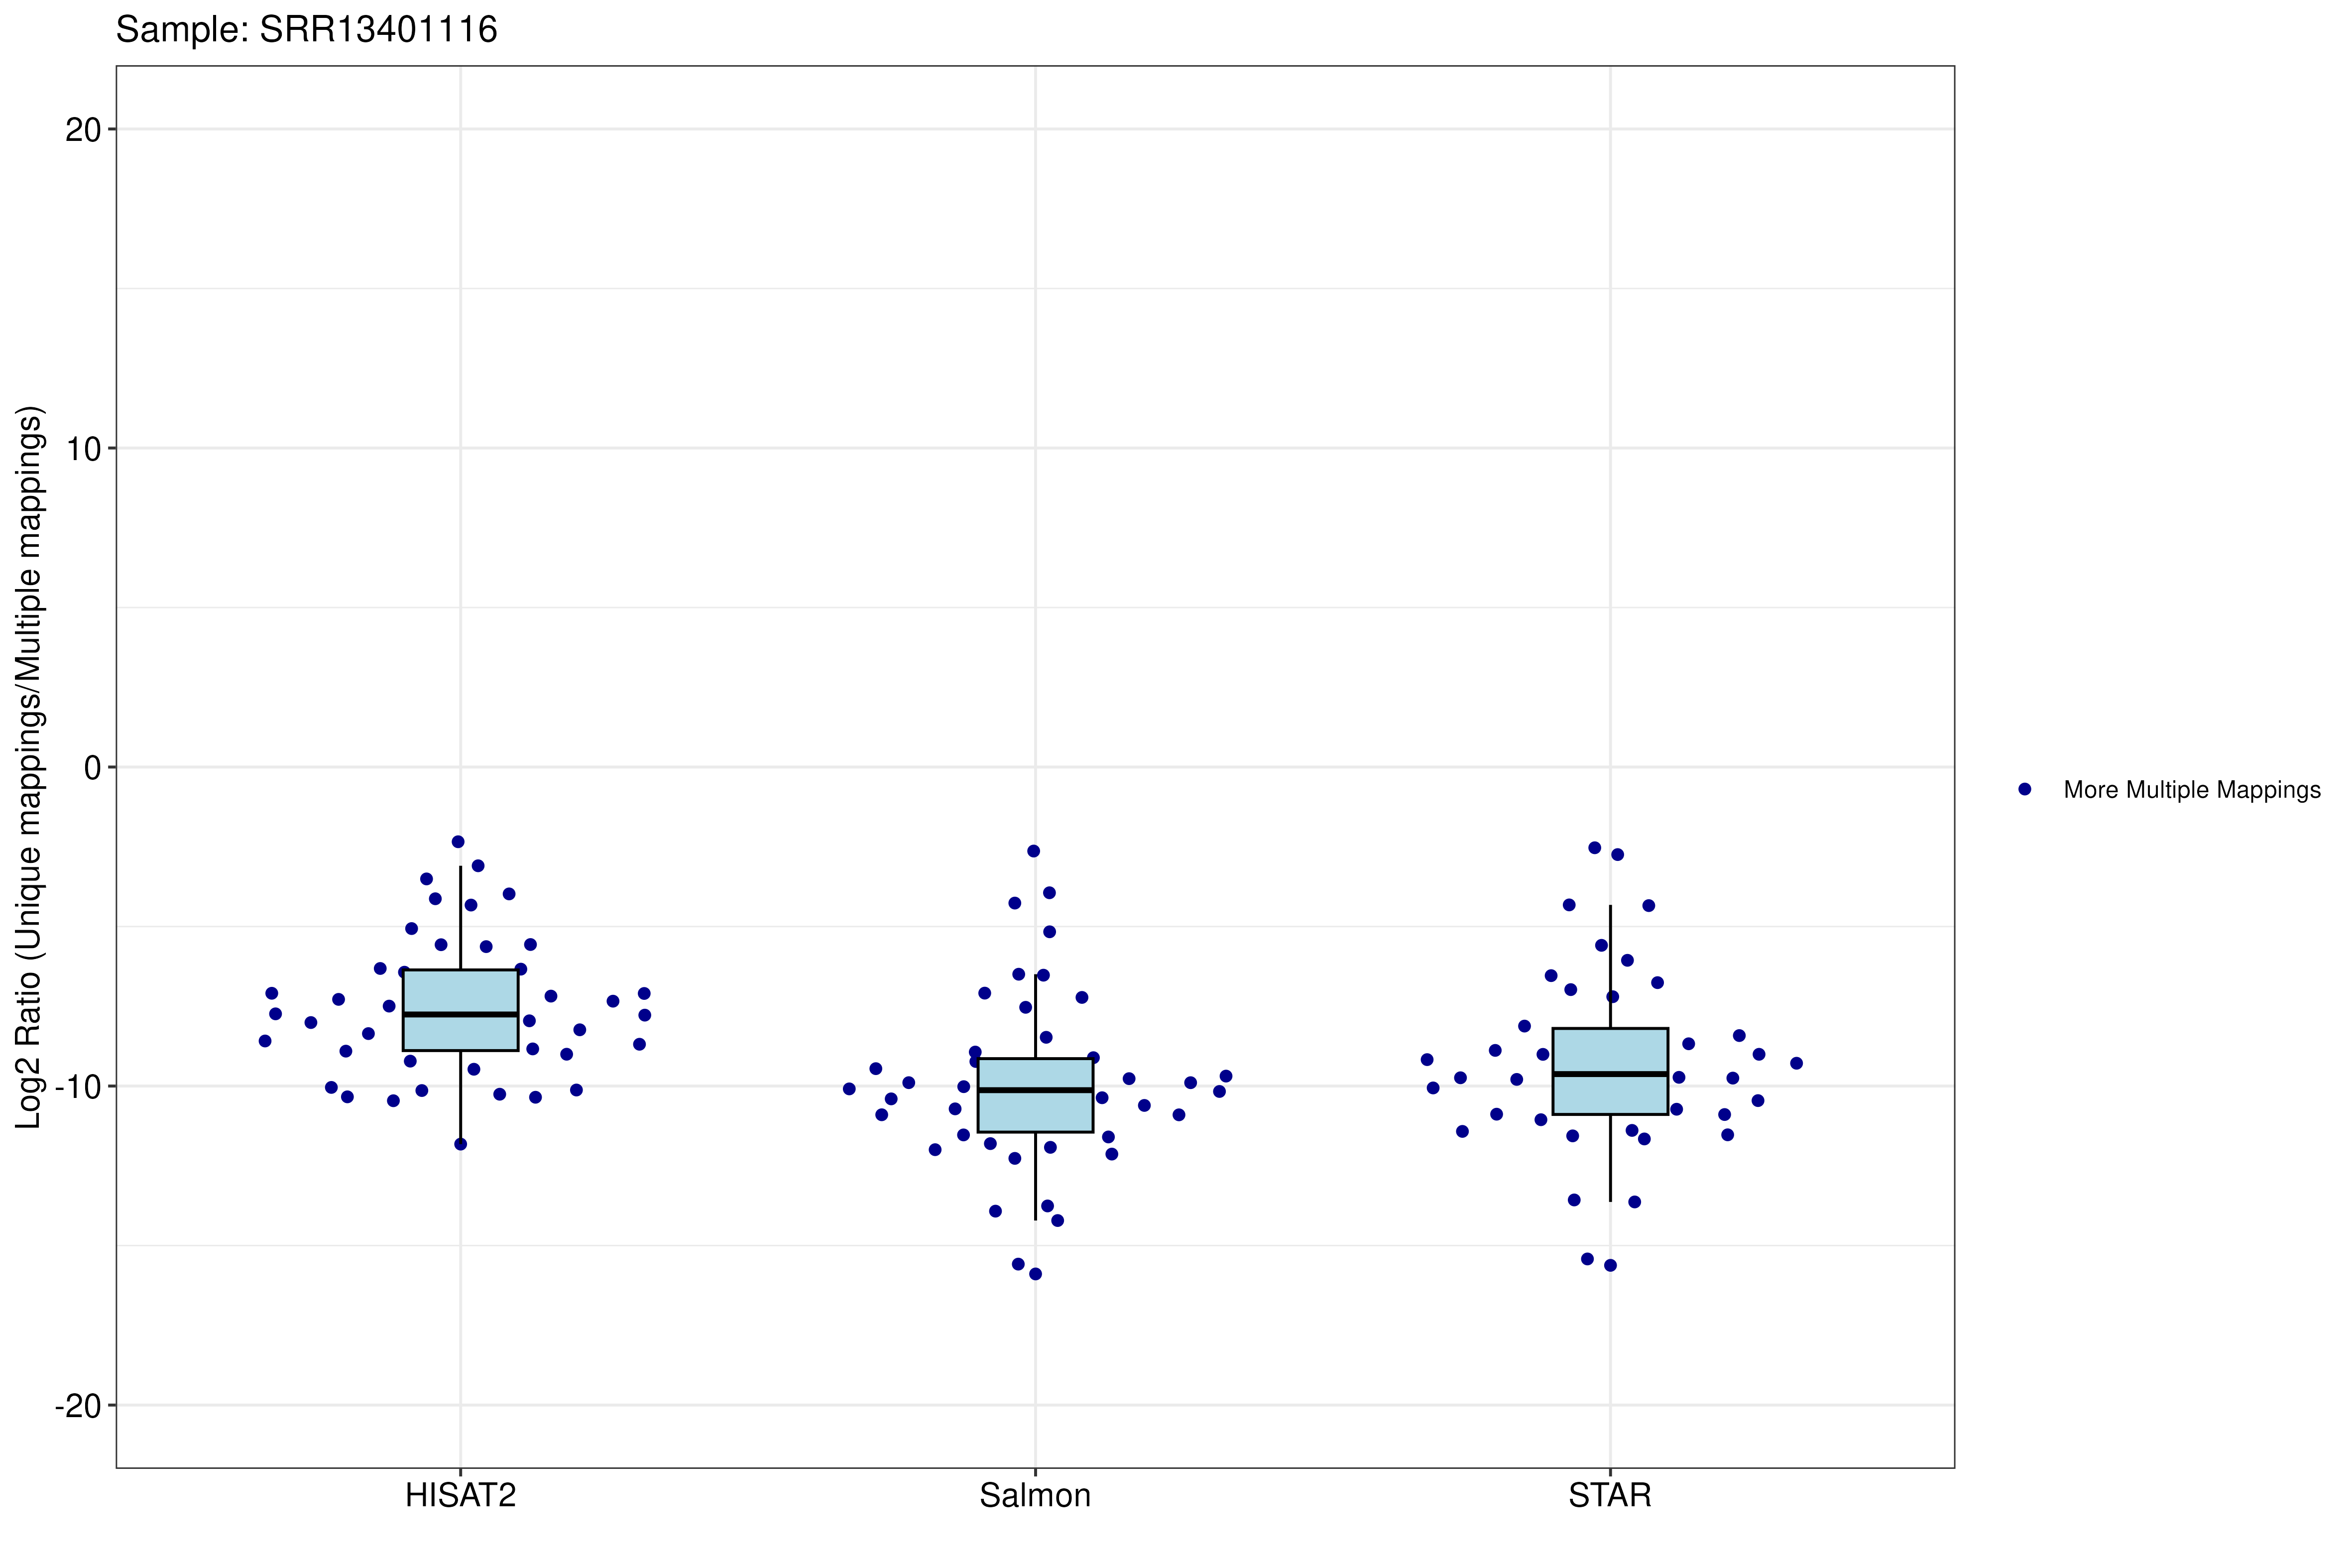 Sample: SRR13401116
Log2 Ratio (Unique mappings/Multiple mappings)
20
10
0
-10
-20
HISAT2
Salmon
STAR
More Multiple Mappings